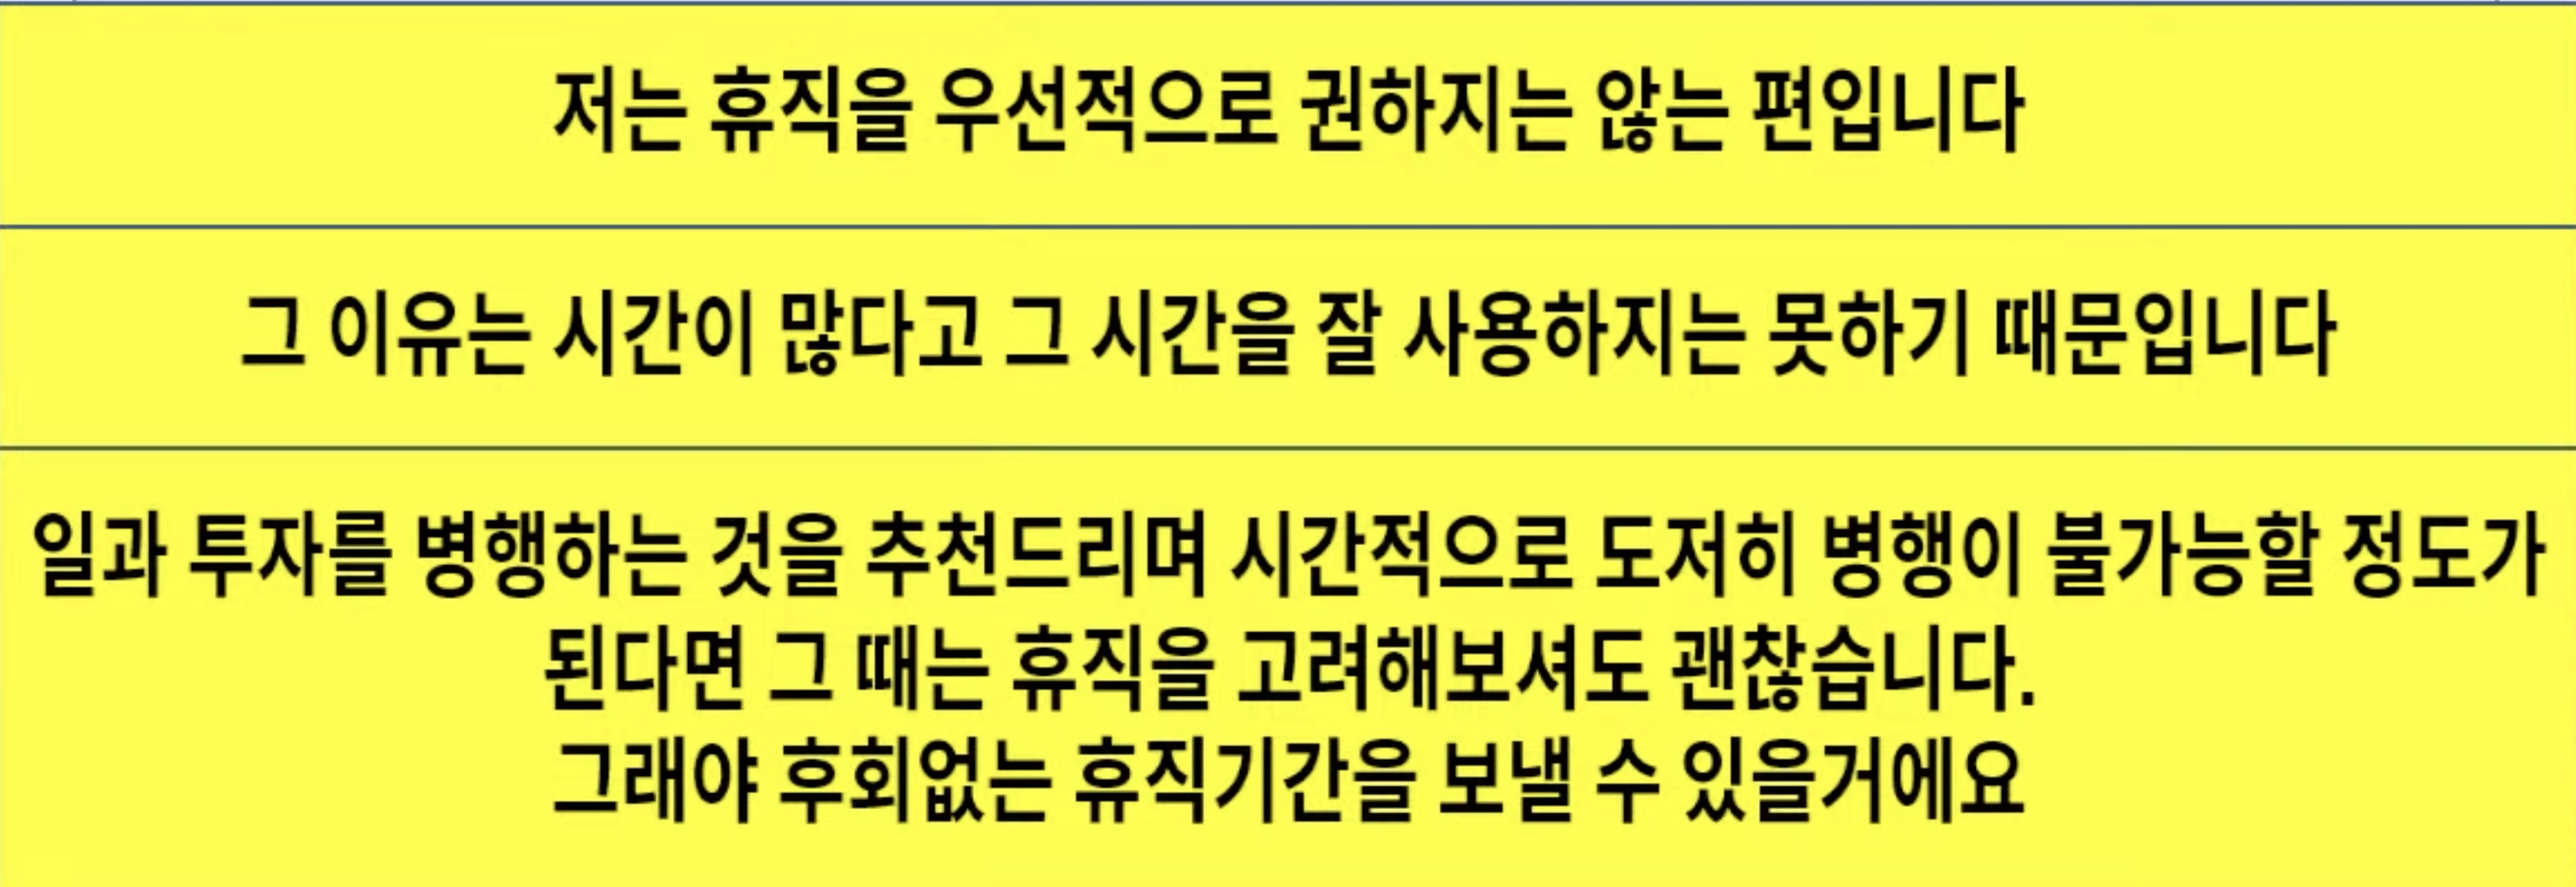 저는 휴직을 우선적으로 권하지는 않는 편입니다
그 이유는 시간이 많다고 그 시간을 잘 사용하지는 못하기 때문입니다
일과 투자를 병행하는 것을 추천드리며 시간적으로 도저히 병행이 불가능할 정도가
된다면 그 때는 휴직을 고려해보셔도 괜찮습니다.
그래야 후회없는 휴직기간을 보낼 수 있을거에요